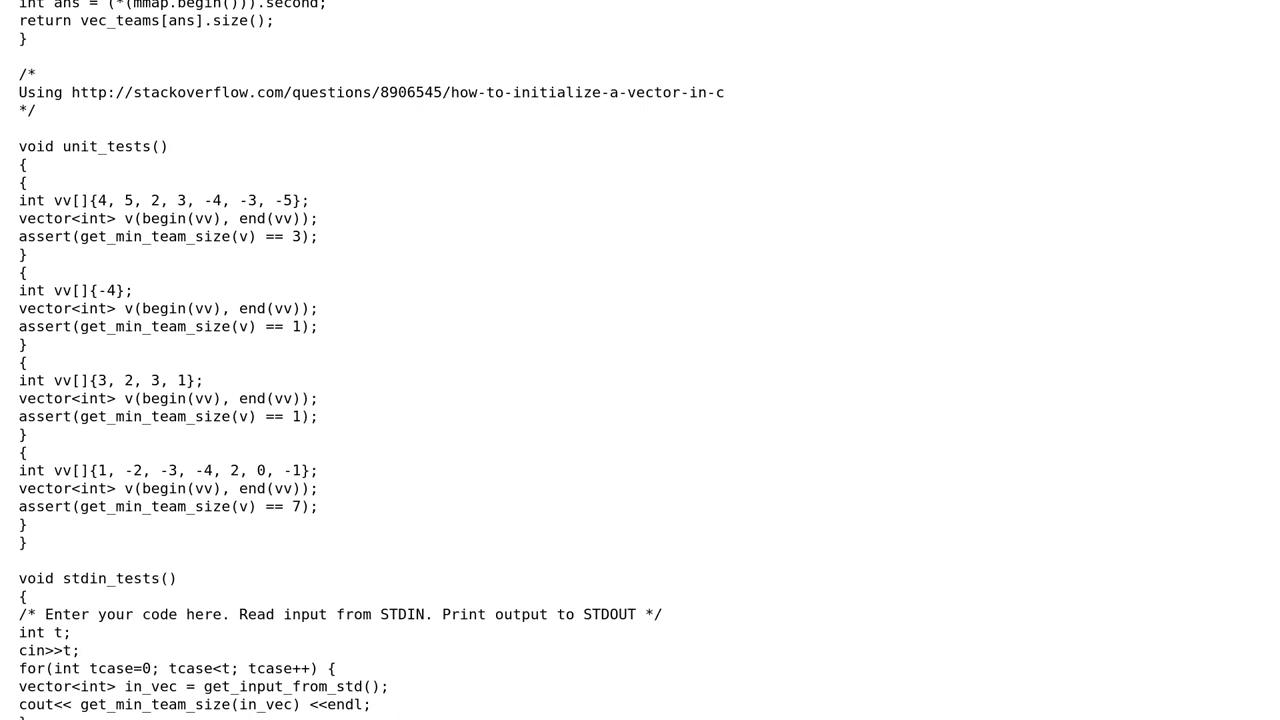 int ans = (*(mmap.begin())).second;
return vec_teams[ans].size();
}
/*
Using http://stackoverflow.com/questions/8906545/how-to-initialize-a-vector-in-c
*/
void unit_tests()
{
{
int vv[]{4, 5, 2, 3, -4, -3, -5};
vector<int> v(begin(vv), end(vv));
assert(get_min_team_size(v) == 3);
}
{
int vv[]{-4};
vector<int> v(begin(vv), end(vv));
assert(get_min_team_size(v) == 1);
}
{
int vv[]{3, 2, 3, 1};
vector<int> v(begin(vv), end(vv));
assert(get_min_team_size(v) == 1);
}
{
int vv[]{1, -2, -3, -4, 2, 0, -1};
vector<int> v(begin(vv), end(vv));
assert(get_min_team_size(v) == 7);
}
}
void stdin_tests()
{
/* Enter your code here. Read input from STDIN. Print output to STDOUT */
int t;
cin>>t;
for(int tcase=0; tcase<t; tcase++) {
vector<int> in_vec = get_input_from_std();
cout<< get_min_team_size(in_vec) <<endl;
}